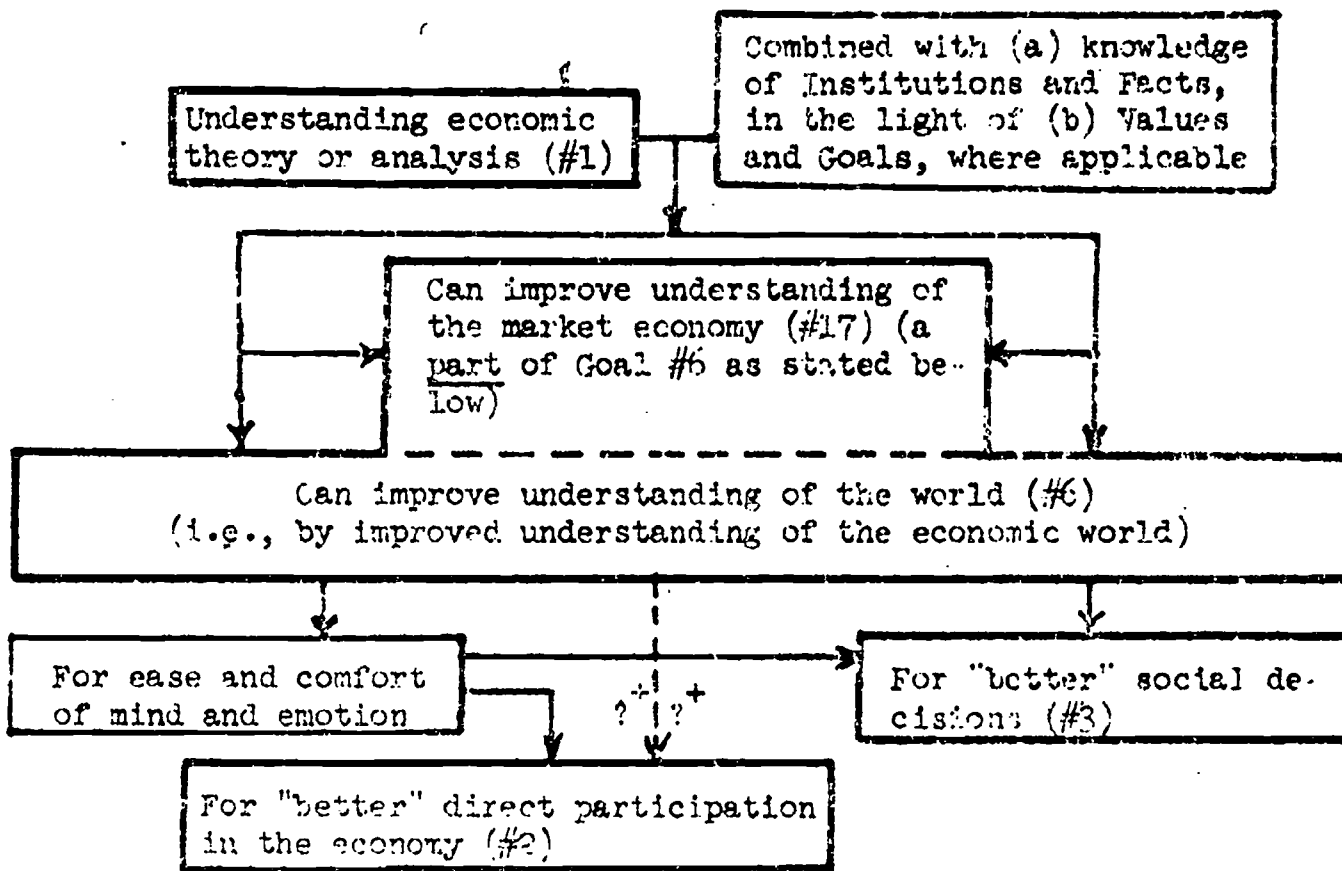 Combined with (a) knowledge
of Institutions and Facts,
in the light of (b) Values
and Goals, where applicable
Understanding economic
theory or analysis (#1)
Can improve understanding of
the market economy (#17) (a
part of Goal #6 as stated be-
low)
Can improve understanding of the world (#6)
(i.e., by improved understanding of the economic world)
For ease and comfort
of mind and emotion
?+ ?+
For "better" social de-
cisions (#3)
For "better" direct participation
in the economy (#2)